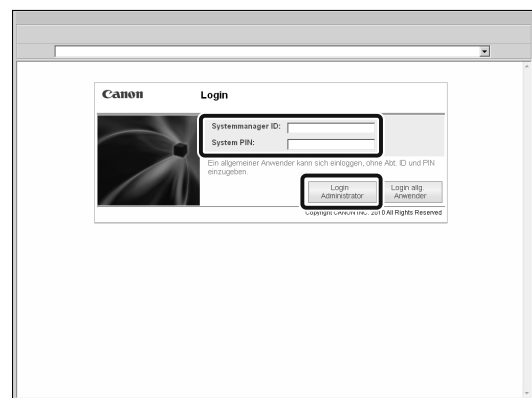 Canon
Login
Systemmanager ID:
System PIN:
Ein allgemeiner Anwender kann sich einloggen, ohne Abt. ID und PIN
einzugeben.
Login
Administrator
Login allg.
Anwender
Copyright CANON INC. 2010 All Rights Reserved